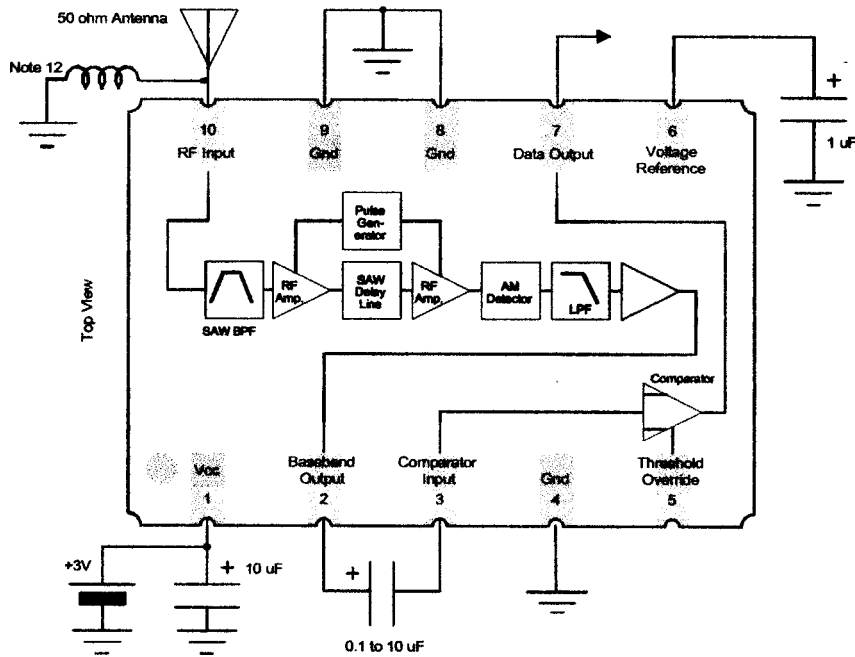 50 ohm Antenna
Note 12
+
1 uF
10
RF Input
9
Gnd
8
Gnd
7
Data Output
6
Voltage
Reference
Top View
SAW BPF
RF
Amp.
Pulse
Gen-
erator
SAW
Delay
Line
RF
Amp.
AM
Detector
LPF
Comparator
Vcc
1
Baseband
Output
2
Comparator
Input
3
Gnd
4
Threshold
Override
5
+3V
+
10 uF
+
0.1 to 10 uF